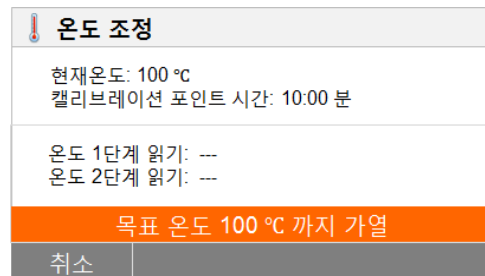 온도 조정
현재온도: 100 ℃
캘리브레이션 포인트 시간: 10:00 분
온도 1단계 읽기: ---
온도 2단계 읽기: ---
목표 온도 100 ℃ 까지 가열
취소